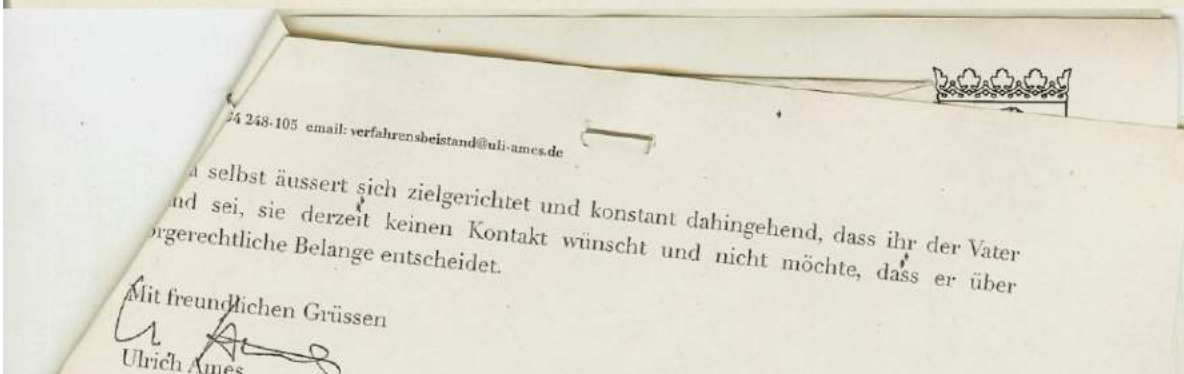 248-105 email: verfahrensbeistand@uli-ames.de
selbst äussert sich zielgerichtet und konstant dahingehend, dass ihr der Vater
nd sei, sie derzeit keinen Kontakt wünscht und nicht möchte, dass er über
orgerechtliche Belange entscheidet.
Mit freundlichen Grüssen
Ulrich Ames